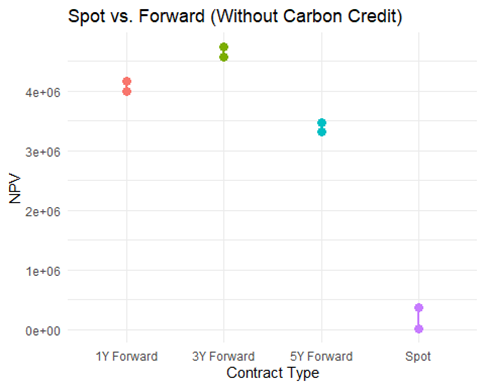 Spot vs. Forward (Without Carbon Credit)
4e+06
3e+06
2e+06
1e+06
0e+00
NPV
1Y Forward 3Y Forward 5Y Forward Spot
Contract Type